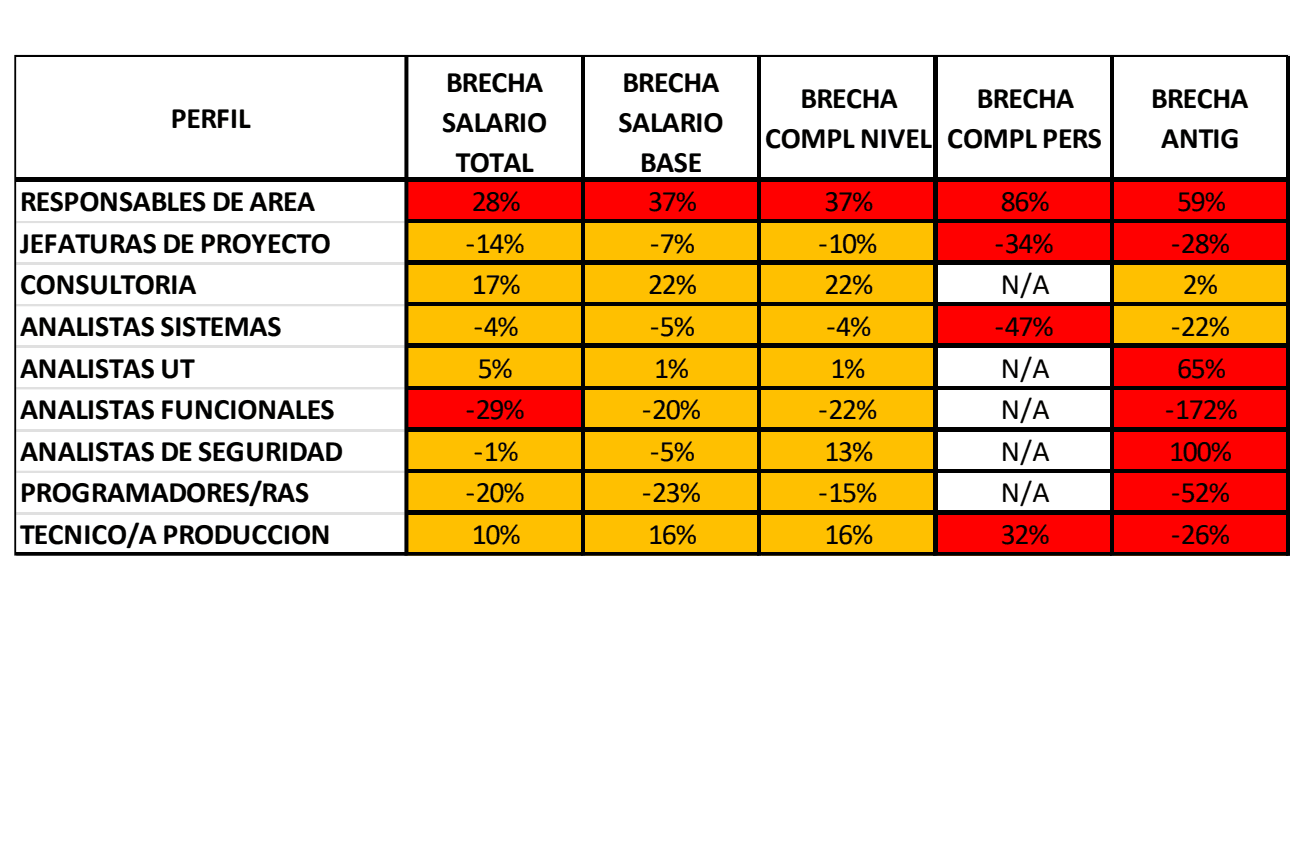 PERFIL BRECHA SALARIO TOTAL BRECHA SALARIO BASE BRECHA COMPL NIVEL BRECHA COMPL PERS BRECHA ANTIG
RESPONSABLES DE AREA 28% 37% 37% 86% 59%
JEFATURAS DE PROYECTO -14% -7% -10% -34% -28%
CONSULTORIA 17% 22% 22% N/A 2%
ANALISTAS SISTEMAS -4% -5% -4% -47% -22%
ANALISTAS UT 5% 1% 1% N/A 65%
ANALISTAS FUNCIONALES -29% -20% -22% N/A -172%
ANALISTAS DE SEGURIDAD -1% -5% 13% N/A 100%
PROGRAMADORES/RAS -20% -23% -15% N/A -52%
TECNICO/A PRODUCCION 10% 16% 16% 32% -26%